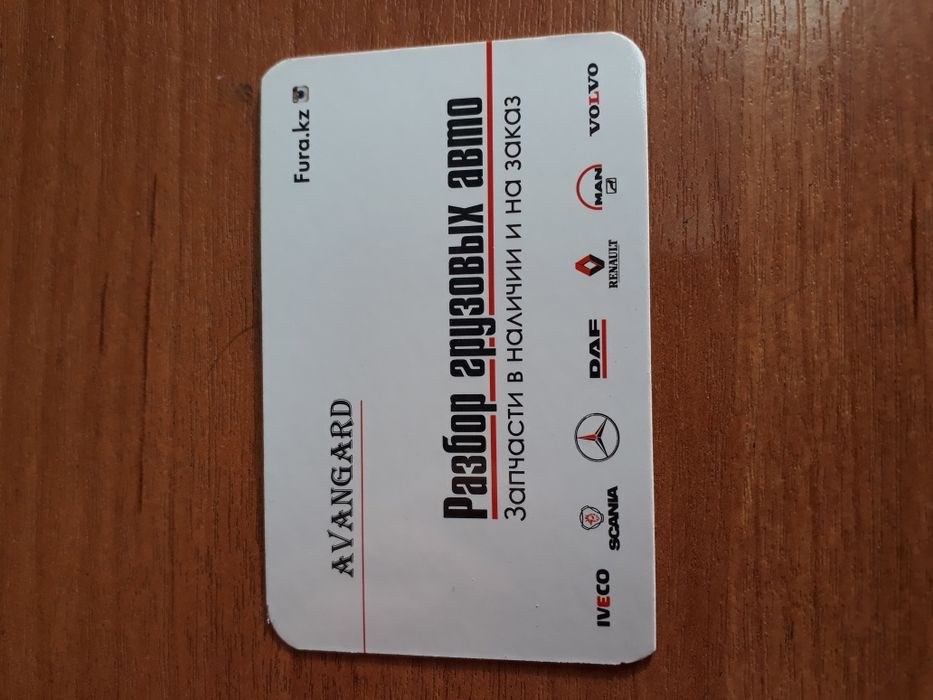 Fura.kz
AVANGARD
Разбор грузовых авто
Запчасти в наличии и на заказ
IVECO
SCANIA
DAF
RENAULT
MAN
VOLVO